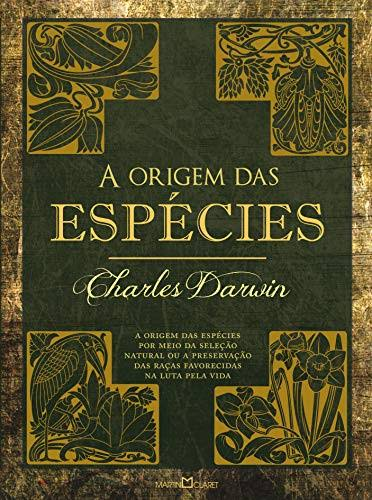 A ORIGEM DAS
ESPÉCIES
Charles Darwin
A ORIGEM DAS ESPÉCIES
POR MEIO DA SELEÇÃO
NATURAL OU A PRESERVAÇÃO
DAS RAÇAS FAVORECIDAS
NA LUTA PELA VIDA
MARTIN CLARET